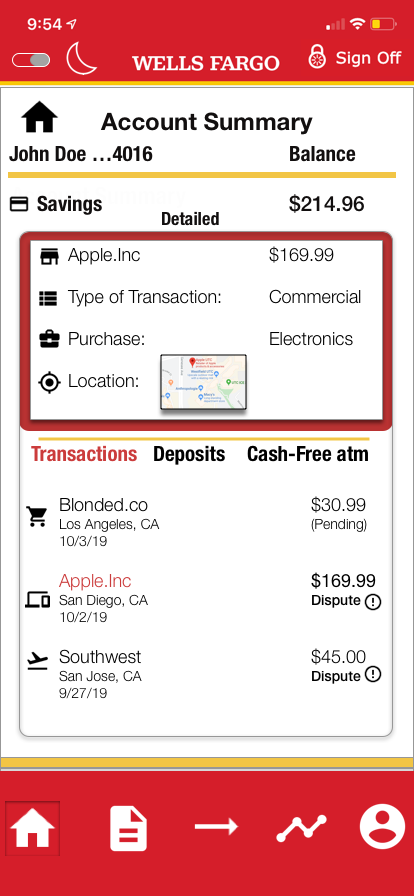 9:54
WELLS FARGO
Sign Off
Account Summary
John Doe ...4016 Balance
Savings $214.96
Detailed
Apple.Inc $169.99
Type of Transaction: Commercial
Purchase: Electronics
Location:
Transactions Deposits Cash-Free atm
Blonded.co $30.99
Los Angeles, CA (Pending)
10/3/19
Apple.Inc $169.99
San Diego, CA Dispute
10/2/19
Southwest $45.00
San Jose, CA Dispute
9/27/19